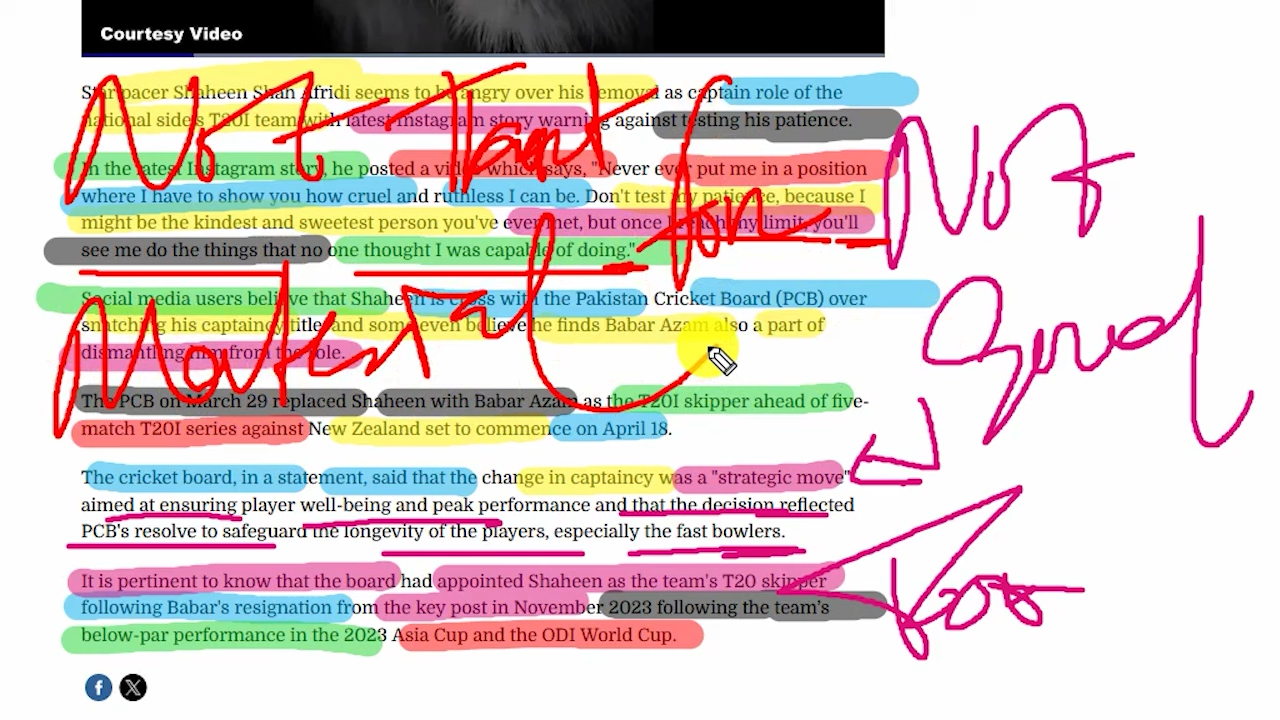 Courtesy Video
Star pacer Shaheen Shan Afridi seems to be angry over his removal as captain role of the
national side's T20I team with latest Instagram story warning against testing his patience.
In the latest Instagram story, he posted a video which says, "Never ever put me in a position
where I have to show you how cruel and ruthless I can be. Don't test my patience, because I
might be the kindest and sweetest person you've ever met, but once I reach my limit, you'll
see me do the things that no one thought I was capable of doing."
Social media users believe that Shaheen is cross with the Pakistan Cricket Board (PCB) over
snatching his captaincy title and some even believe he finds Babar Azam also a part of
dismantling him from the role.
The PCB on March 29 replaced Shaheen with Babar Azam as the T20I skipper ahead of five-
match T20I series against New Zealand set to commence on April 18.
The cricket board, in a statement, said that the change in captaincy was a "strategic move"
aimed at ensuring player well-being and peak performance and that the decision reflected
PCB's resolve to safeguard the longevity of the players, especially the fast bowlers.
It is pertinent to know that the board had appointed Shaheen as the team's T20 skipper
following Babar's resignation from the key post in November 2023 following the team's
below-par performance in the 2023 Asia Cup and the ODI World Cup.
Not
for
Not